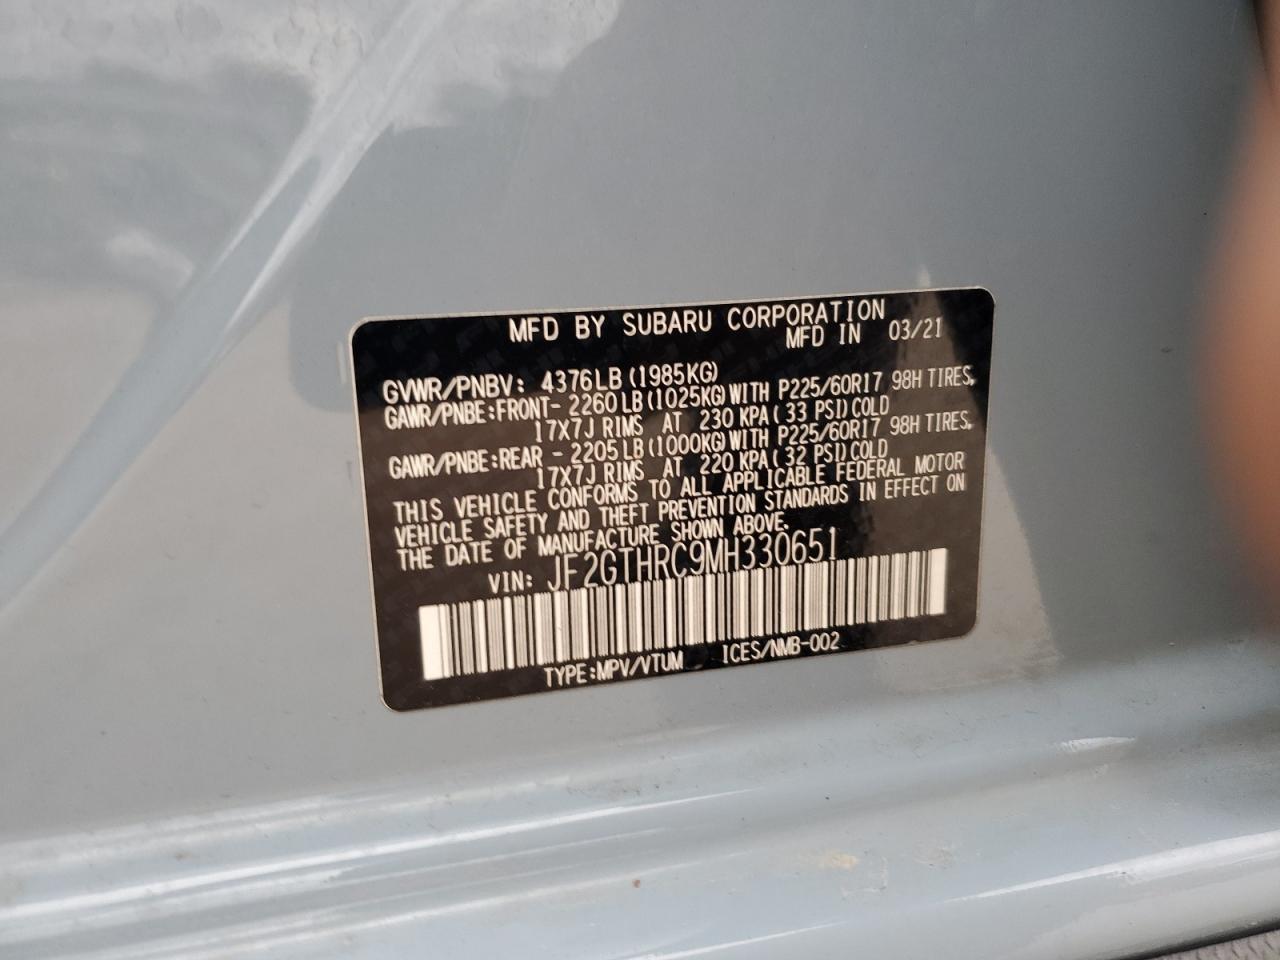 MFD BY SUBARU CORPORATION
MFD IN 03/21
GVWR/PNBV: 4376LB (1985KG)
GAWR/PNBE:FRONT- 2260 LB (1025KG) WITH P225/60R17 98H TIRES,
17X7J RIMS AT 230 KPA ( 33 PSI) COLD
GAWR/PNBE:REAR - 2205 LB (1000KG) WITH P225/60R17 98H TIRES,
17X7J RIMS AT 220 KPA ( 32 PSI) COLD
THIS VEHICLE CONFORMS TO ALL APPLICABLE FEDERAL MOTOR
VEHICLE SAFETY AND THEFT PREVENTION STANDARDS IN EFFECT ON
THE DATE OF MANUFACTURE SHOWN ABOVE.
VIN: JF2GTHRC9MH330651
TYPE:MPV/VTUM ICES/NMB-002